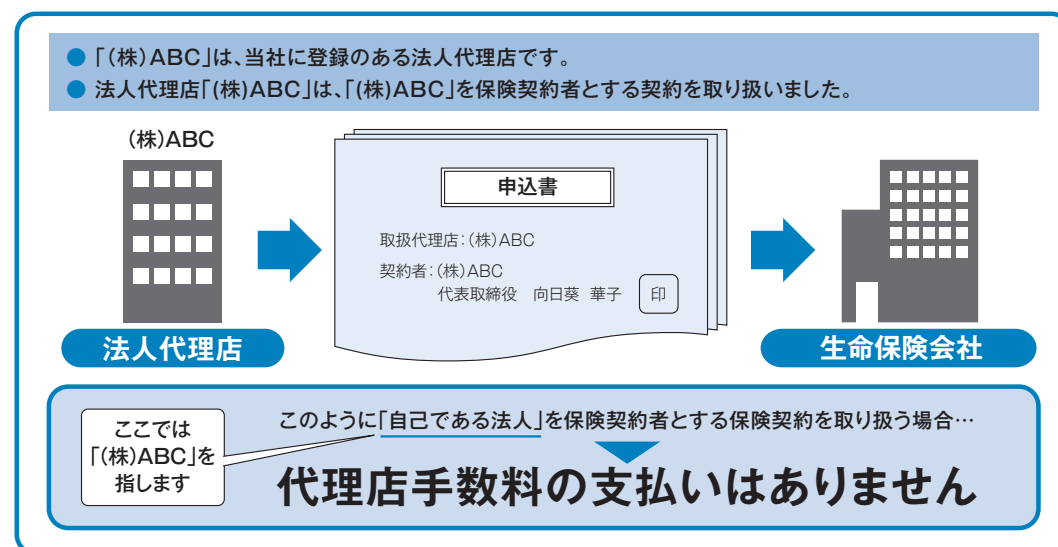 ●「(株)ABC」は、当社に登録のある法人代理店です。
● 法人代理店「(株)ABC」は、「(株)ABC」を保険契約者とする契約を取り扱いました。
(株)ABC
申込書
取扱代理店:(株)ABC
契約者:(株)ABC
代表取締役 向日葵 華子 印
法人代理店
生命保険会社
ここでは
「(株)ABC」を
指します
このように「自己である法人」を保険契約者とする保険契約を取り扱う場合…
代理店手数料の支払いはありません